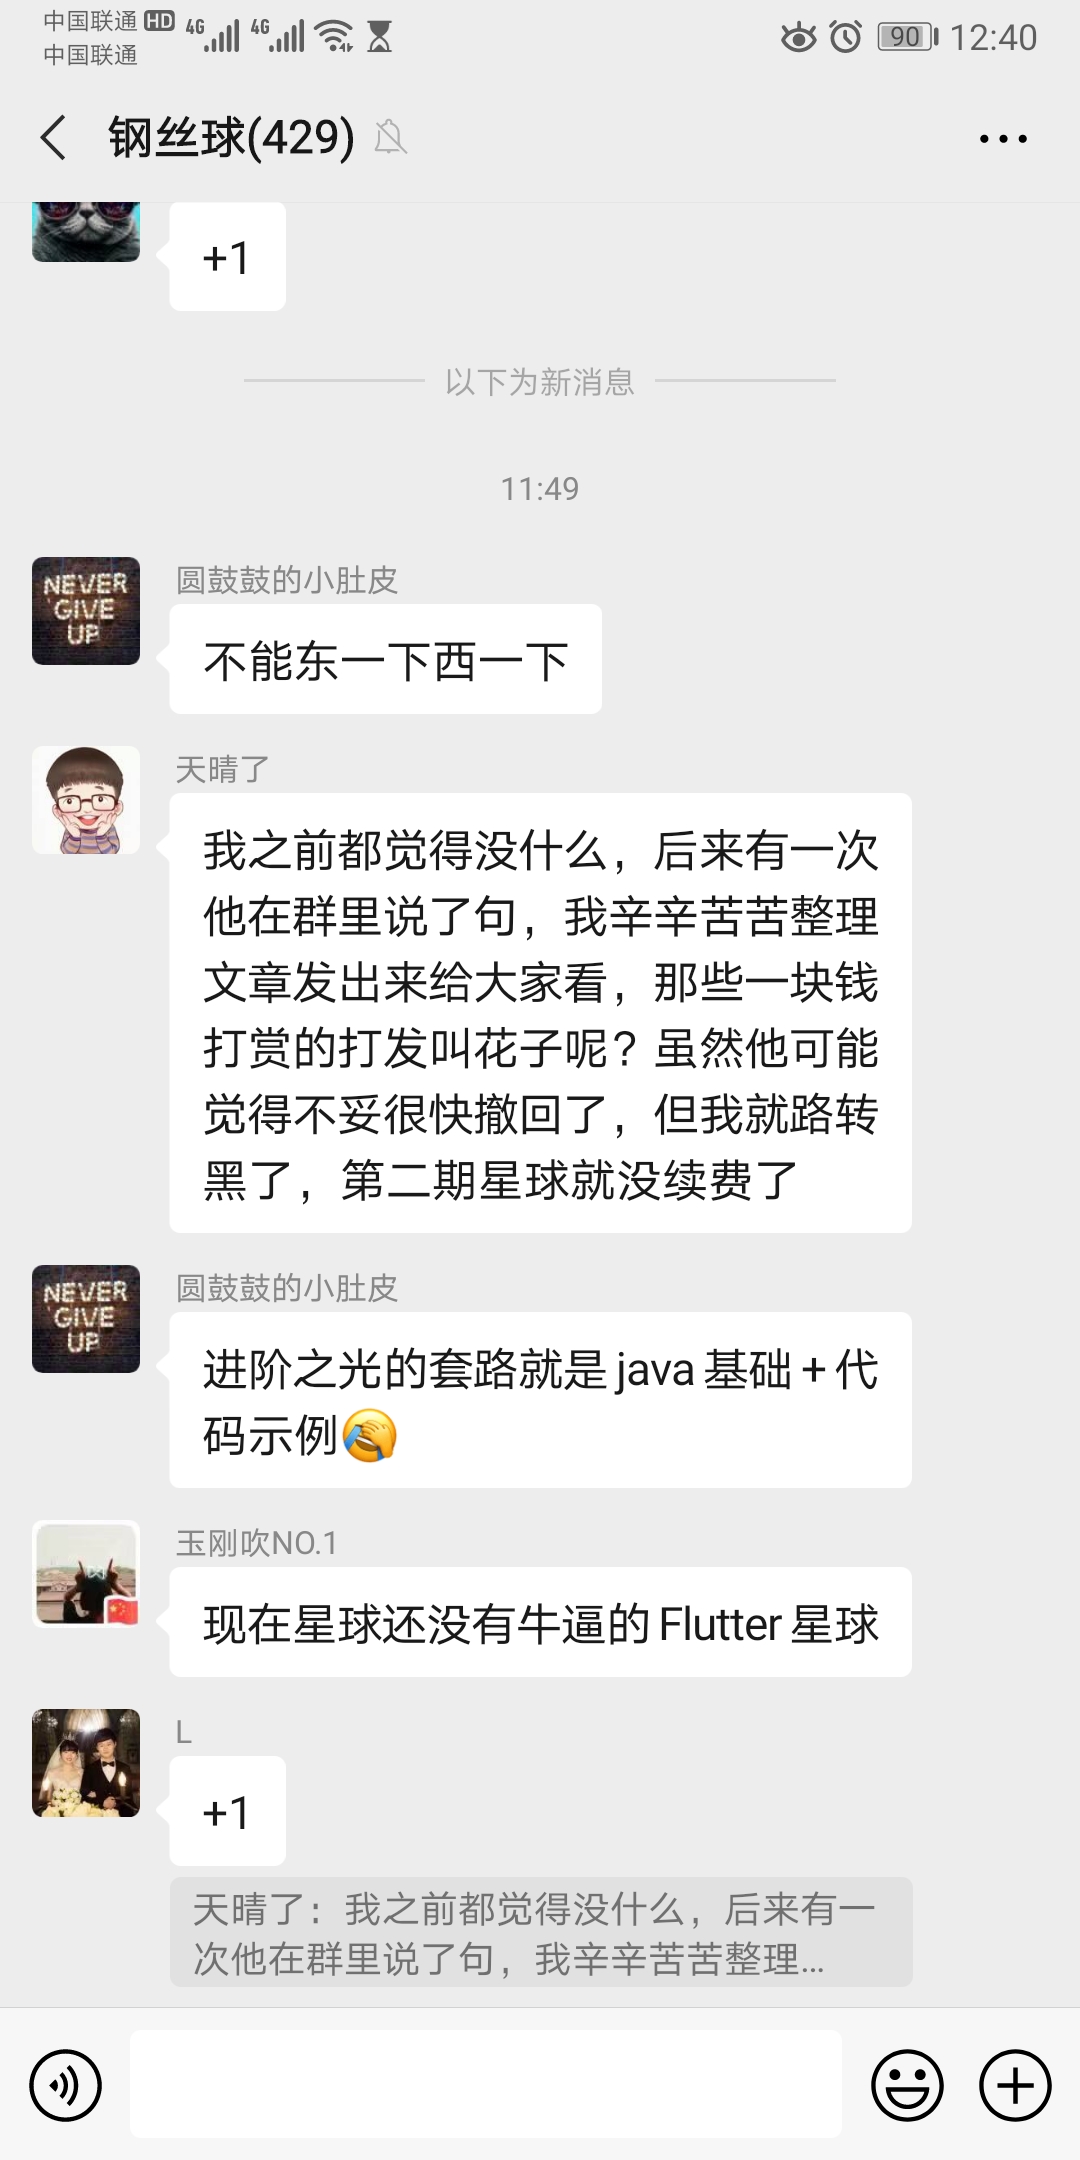 中国联通 HD 4G 4G 90 12:40
中国联通
钢丝球(429)
+1
以下为新消息
11:49
NEVER
GIVE
UP
圆鼓鼓的小肚皮
不能东一下西一下
天晴了
我之前都觉得没什么，后来有一次
他在群里说了句，我辛辛苦苦整理
文章发出来给大家看，那些一块钱
打赏的打发叫花子呢？虽然他可能
觉得不妥很快撤回了，但我就路转
黑了，第二期星球就没续费了
NEVER
GIVE
UP
圆鼓鼓的小肚皮
进阶之光的套路就是java基础+代
码示例🤦
玉刚吹NO.1
现在星球还没有牛逼的Flutter星球
L
+1
天晴了：我之前都觉得没什么，后来有一
次他在群里说了句，我辛辛苦苦整理...